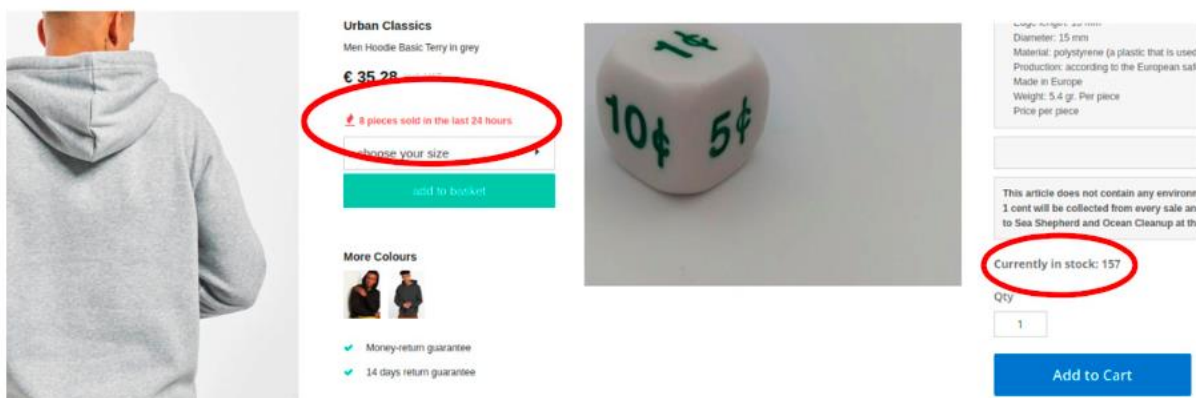 Urban Classics
Men Hoodie Basic Terry in grey
€ 35,28
8 pieces sold in the last 24 hours
choose your size
add to basket
More Colours
Money-return guarantee
14 days return guarantee
1¢
10¢ 5¢
Diameter: 15 mm
Material: polystyrene (a plastic that is used
Production: according to the European saf
Made in Europe
Weight: 5.4 gr. Per piece
Price per piece
This article does not contain any environm
1 cent will be collected from every sale an
to Sea Shepherd and Ocean Cleanup at th
Currently in stock: 157
Qty
1
Add to Cart